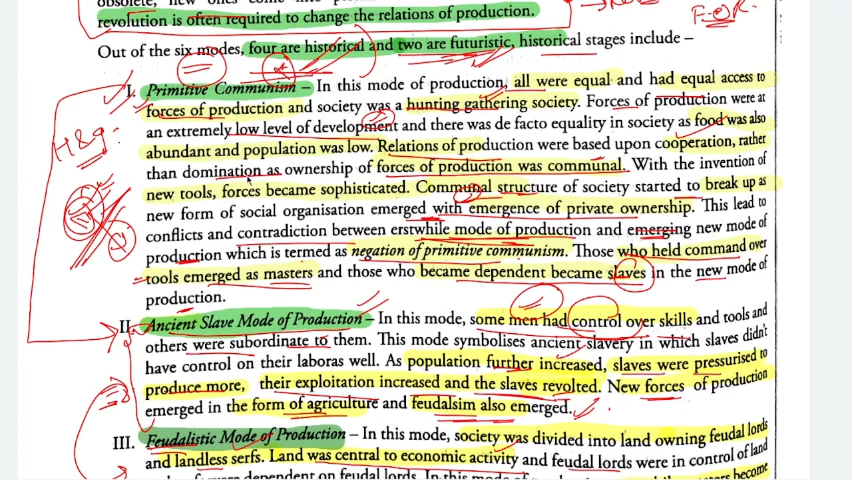 obsolete, new ones come into
revolution is often required to change the relations of production.
F.O.R.
Out of the six modes, four are historical and two are futuristic, historical stages include –
I. Primitive Communism – In this mode of production, all were equal and had equal access to
forces of production and society was a hunting gathering society. Forces of production were at
an extremely low level of development and there was de facto equality in society as food was also
H&g
abundant and population was low. Relations of production were based upon cooperation, rather
than domination as ownership of forces of production was communal. With the invention of
new tools, forces became sophisticated. Communal structure of society started to break up as
new form of social organisation emerged with emergence of private ownership. This lead to
conflicts and contradiction between erstwhile mode of production and emerging new mode of
production which is termed as negation of primitive communism. Those who held command over
tools emerged as masters and those who became dependent became slaves in the new mode of
production.
II. Ancient Slave Mode of Production – In this mode, some men had control over skills and tools and
others were subordinate to them. This mode symbolises ancient slavery in which slaves didn't
have control on their laboras well. As population further increased, slaves were pressurised to
produce more, their exploitation increased and the slaves revolted. New forces of production
emerged in the form of agriculture and feudalsim also emerged.
III. Feudalistic Mode of Production – In this mode, society was divided into land owning feudal lords
and landless serfs. Land was central to economic activity and feudal lords were in control of land
dependent on feudal lords. In this mode of become